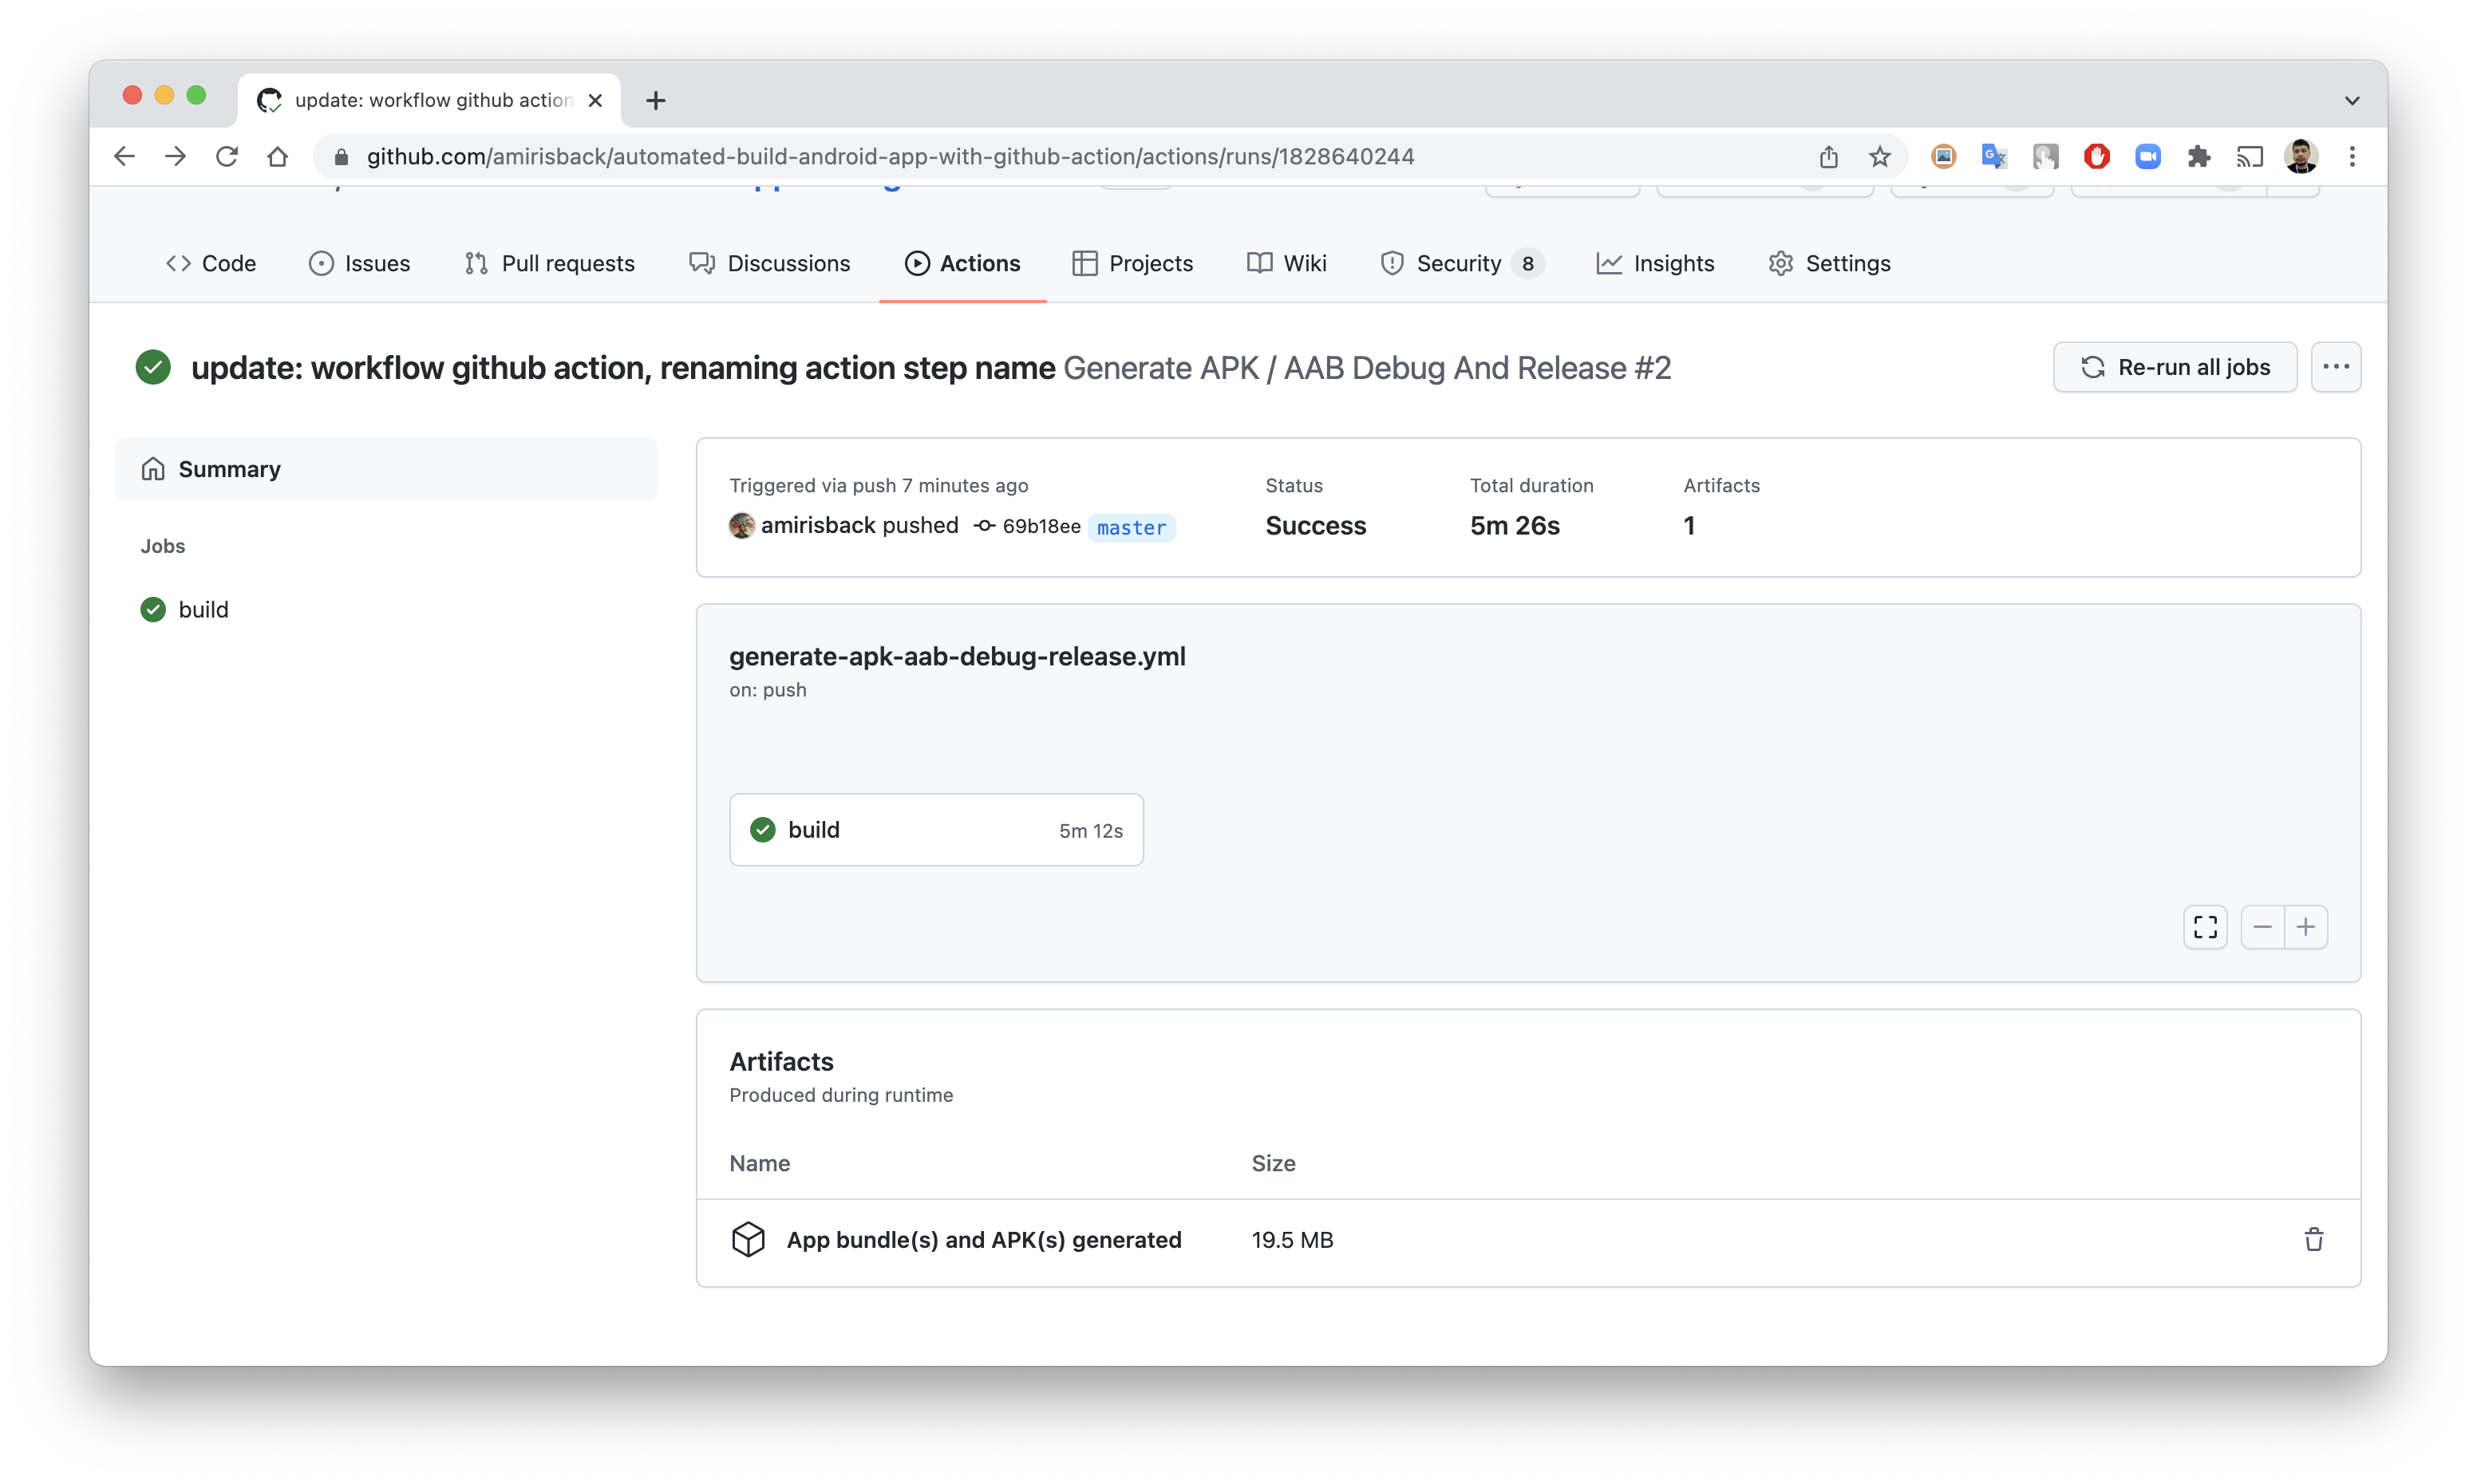 update: workflow github action
github.com/amirisback/automated-build-android-app-with-github-action/actions/runs/1828640244
Code Issues Pull requests Discussions Actions Projects Wiki Security 8 Insights Settings
update: workflow github action, renaming action step name Generate APK / AAB Debug And Release #2
Re-run all jobs
Summary
Jobs
build
Triggered via push 7 minutes ago
amirisback pushed 69b18ee master
Status
Success
Total duration
5m 26s
Artifacts
1
generate-apk-aab-debug-release.yml
on: push
build 5m 12s
Artifacts
Produced during runtime
Name Size
App bundle(s) and APK(s) generated 19.5 MB